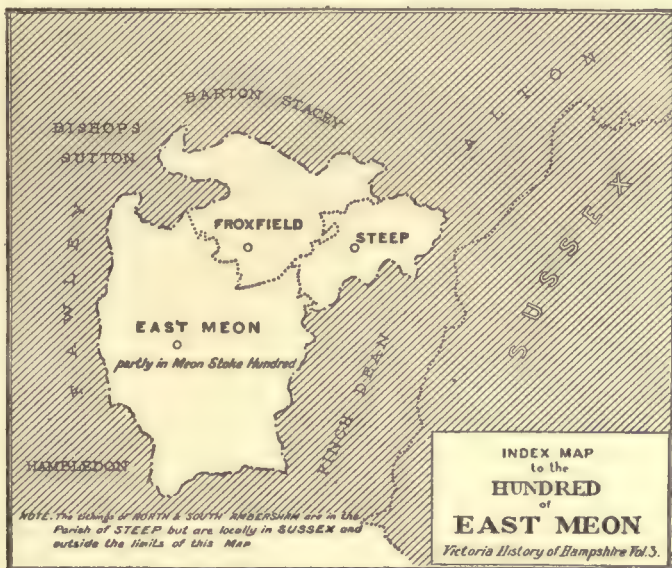 BARTON STACEY
ALTON
BISHOPS
SUTTON
FAWLEY
SUSSEX
FROXFIELD
STEEP
EAST MEON
partly in Meon Stoke Hundred
FINCH DEAN
HAMBLEDON
NOTE. The tithings of NORTH & SOUTH AMBERSHAM are in the
Parish of STEEP but are locally in SUSSEX and
outside the limits of this MAP
INDEX MAP
to the
HUNDRED
of
EAST MEON
Victoria History of Hampshire Vol.3.